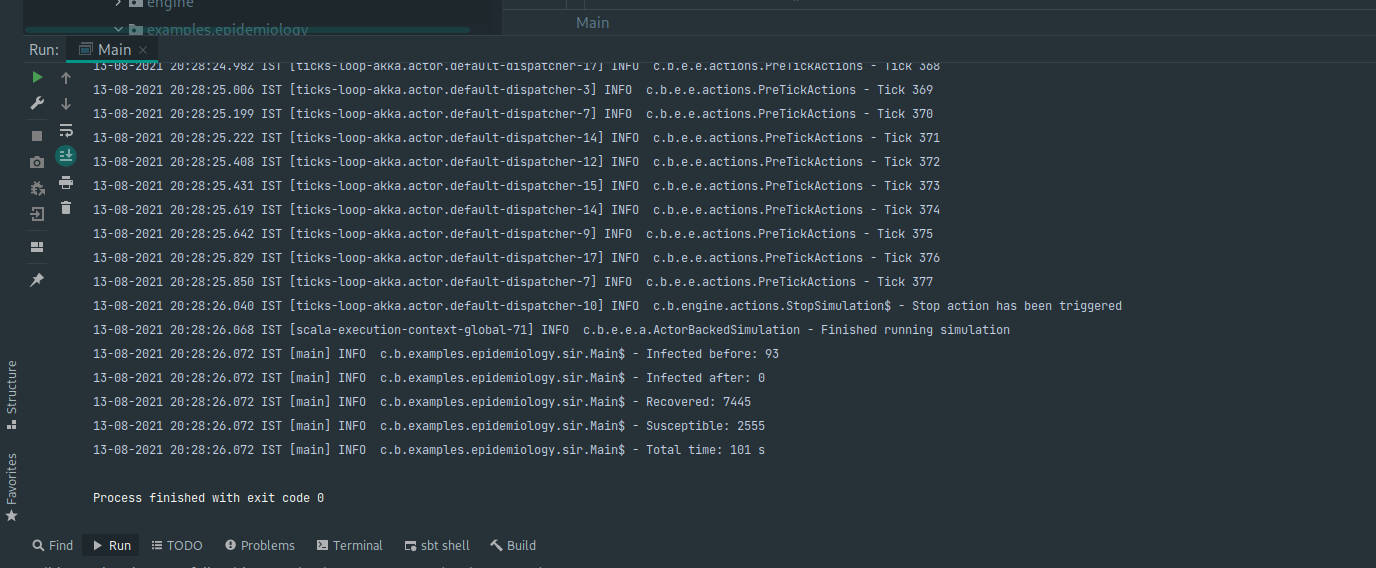 engine
examples.epidemiology
Main
Run: Main
13-08-2021 20:28:24.982 IST [ticks-loop-akka.actor.default-dispatcher-17] INFO  c.b.e.e.actions.PreTickActions - Tick 368
13-08-2021 20:28:25.006 IST [ticks-loop-akka.actor.default-dispatcher-3] INFO  c.b.e.e.actions.PreTickActions - Tick 369
13-08-2021 20:28:25.199 IST [ticks-loop-akka.actor.default-dispatcher-7] INFO  c.b.e.e.actions.PreTickActions - Tick 370
13-08-2021 20:28:25.222 IST [ticks-loop-akka.actor.default-dispatcher-14] INFO  c.b.e.e.actions.PreTickActions - Tick 371
13-08-2021 20:28:25.408 IST [ticks-loop-akka.actor.default-dispatcher-12] INFO  c.b.e.e.actions.PreTickActions - Tick 372
13-08-2021 20:28:25.431 IST [ticks-loop-akka.actor.default-dispatcher-15] INFO  c.b.e.e.actions.PreTickActions - Tick 373
13-08-2021 20:28:25.619 IST [ticks-loop-akka.actor.default-dispatcher-14] INFO  c.b.e.e.actions.PreTickActions - Tick 374
13-08-2021 20:28:25.642 IST [ticks-loop-akka.actor.default-dispatcher-9] INFO  c.b.e.e.actions.PreTickActions - Tick 375
13-08-2021 20:28:25.829 IST [ticks-loop-akka.actor.default-dispatcher-17] INFO  c.b.e.e.actions.PreTickActions - Tick 376
13-08-2021 20:28:25.850 IST [ticks-loop-akka.actor.default-dispatcher-7] INFO  c.b.e.e.actions.PreTickActions - Tick 377
13-08-2021 20:28:26.040 IST [ticks-loop-akka.actor.default-dispatcher-10] INFO  c.b.engine.actions.StopSimulation$ - Stop action has been triggered
13-08-2021 20:28:26.068 IST [scala-execution-context-global-71] INFO  c.b.e.e.a.ActorBackedSimulation - Finished running simulation
13-08-2021 20:28:26.072 IST [main] INFO  c.b.examples.epidemiology.sir.Main$ - Infected before: 93
13-08-2021 20:28:26.072 IST [main] INFO  c.b.examples.epidemiology.sir.Main$ - Infected after: 0
13-08-2021 20:28:26.072 IST [main] INFO  c.b.examples.epidemiology.sir.Main$ - Recovered: 7445
13-08-2021 20:28:26.072 IST [main] INFO  c.b.examples.epidemiology.sir.Main$ - Susceptible: 2555
13-08-2021 20:28:26.072 IST [main] INFO  c.b.examples.epidemiology.sir.Main$ - Total time: 101 s
Process finished with exit code 0
Structure
Favorites
Find Run TODO Problems Terminal sbt shell Build